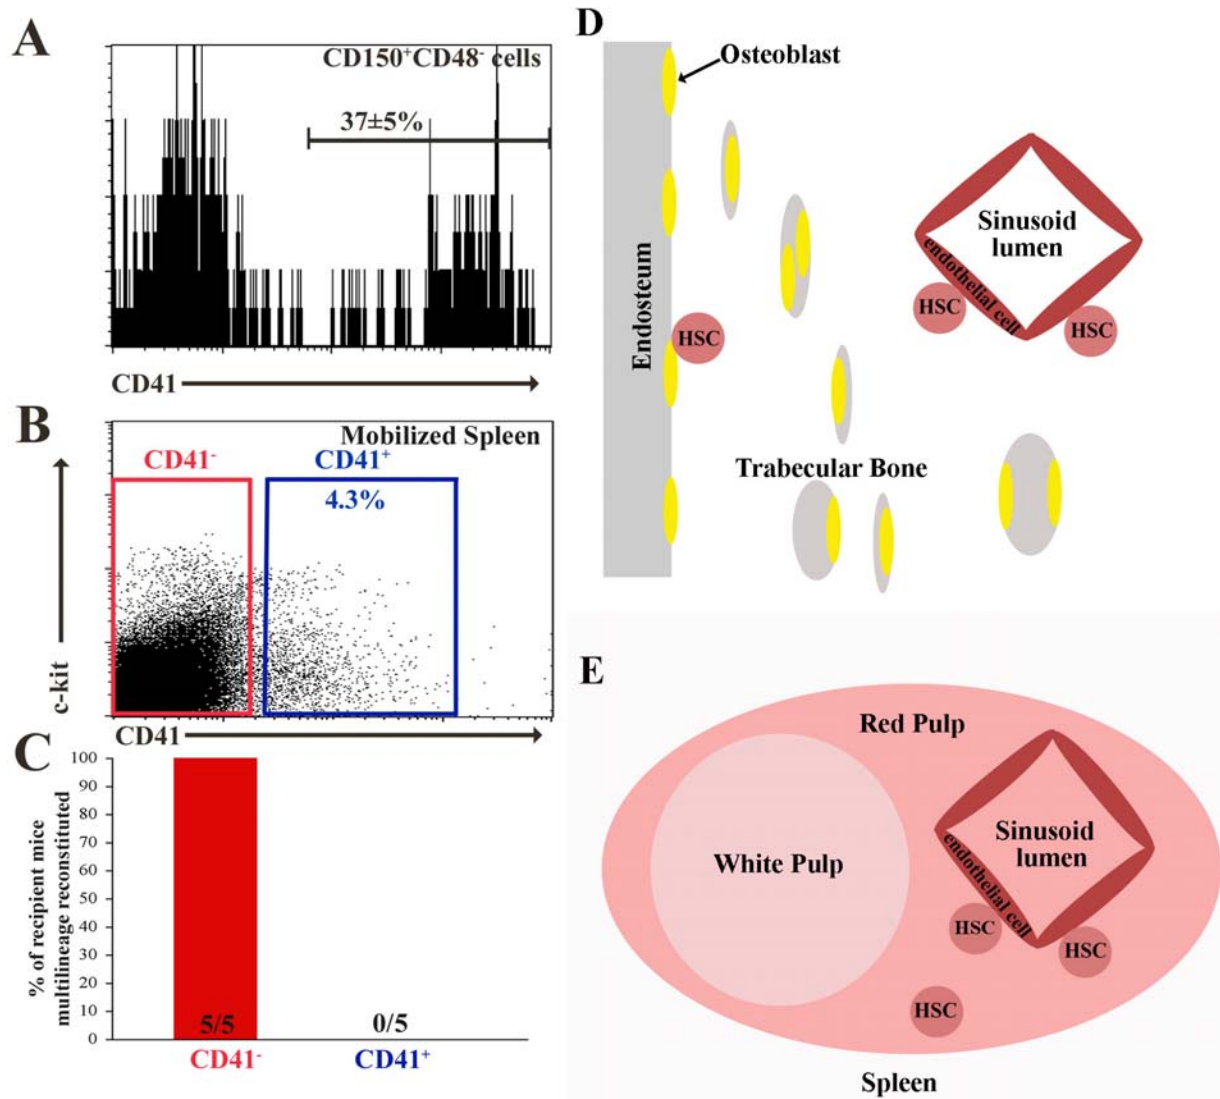 A
CD150⁺CD48⁻ cells
37±5%
CD41
B
Mobilized Spleen
CD41⁻
CD41⁺
4.3%
c-kit
CD41
C
% of recipient mice
multilineage reconstituted
100
90
80
70
60
50
40
30
20
10
0
5/5
0/5
CD41⁻
CD41⁺
D
Osteoblast
Endosteum
Sinusoid
lumen
endothelial cell
HSC
HSC
HSC
Trabecular Bone
E
Red Pulp
White Pulp
Sinusoid
lumen
endothelial cell
HSC
HSC
HSC
Spleen